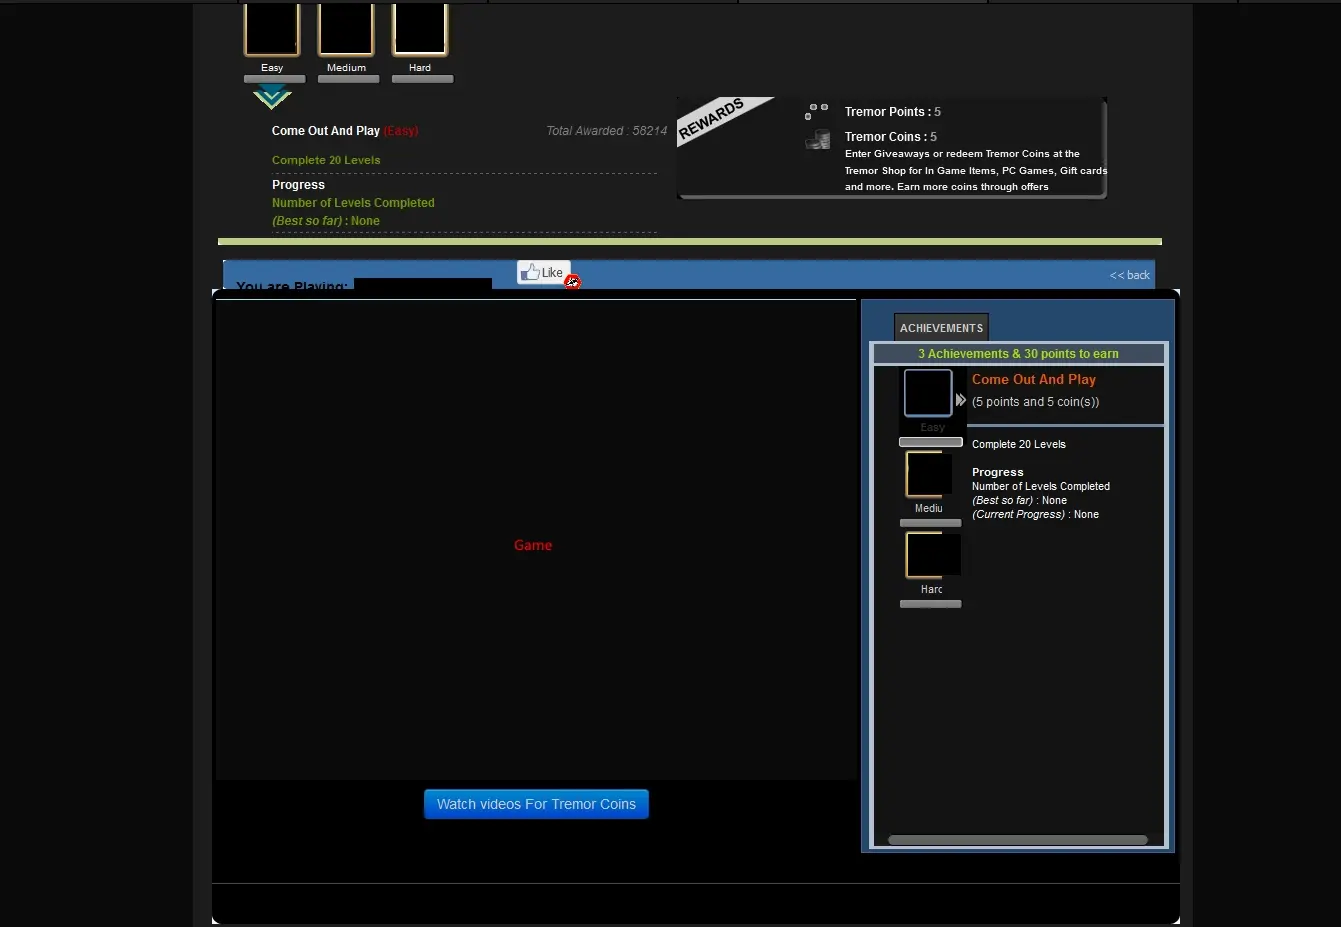 Easy
Medium
Hard
Come Out And Play (Easy)
Total Awarded : 58214
Complete 20 Levels
Progress
Number of Levels Completed
(Best so far) : None
REWARDS
Tremor Points : 5
Tremor Coins : 5
Enter Giveaways or redeem Tremor Coins at the
Tremor Shop for In Game Items, PC Games, Gift cards
and more. Earn more coins through offers
You are Playing:
Like
<< back
ACHIEVEMENTS
3 Achievements & 30 points to earn
Come Out And Play
(5 points and 5 coin(s))
Easy
Complete 20 Levels
Mediu
Progress
Number of Levels Completed
(Best so far) : None
(Current Progress) : None
Harc
Game
Watch videos For Tremor Coins